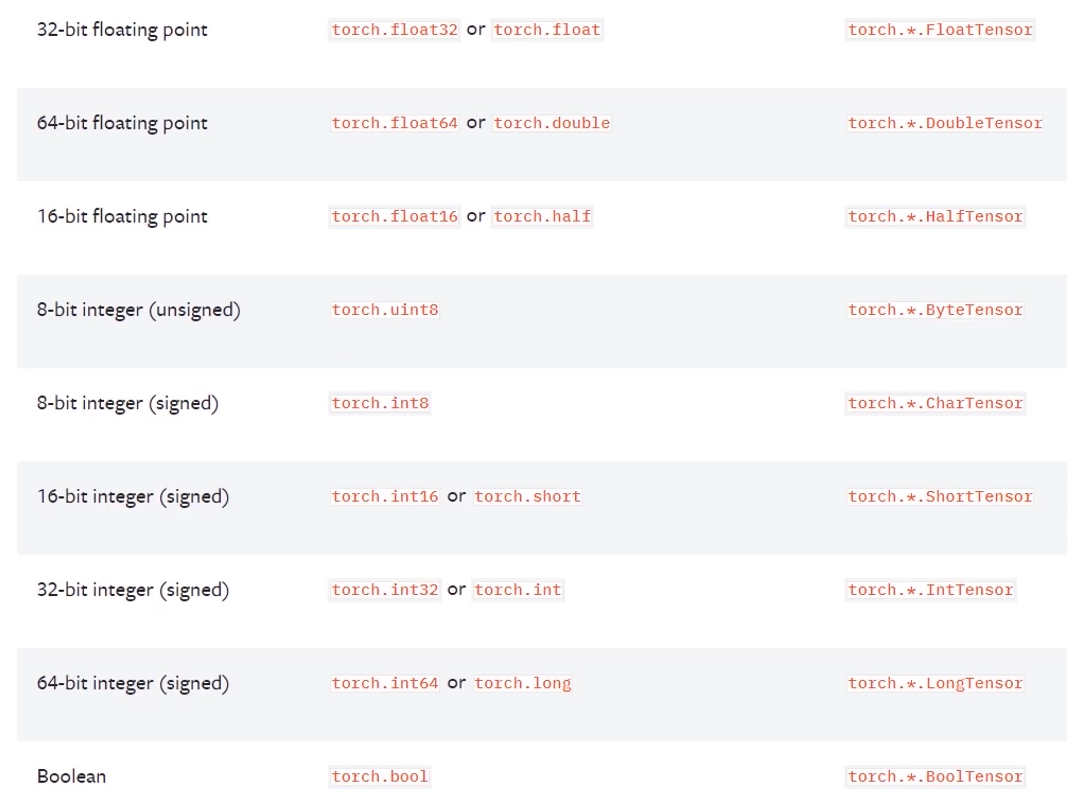 32-bit floating point torch.float32 or torch.float torch.*.FloatTensor
64-bit floating point torch.float64 or torch.double torch.*.DoubleTensor
16-bit floating point torch.float16 or torch.half torch.*.HalfTensor
8-bit integer (unsigned) torch.uint8 torch.*.ByteTensor
8-bit integer (signed) torch.int8 torch.*.CharTensor
16-bit integer (signed) torch.int16 or torch.short torch.*.ShortTensor
32-bit integer (signed) torch.int32 or torch.int torch.*.IntTensor
64-bit integer (signed) torch.int64 or torch.long torch.*.LongTensor
Boolean torch.bool torch.*.BoolTensor